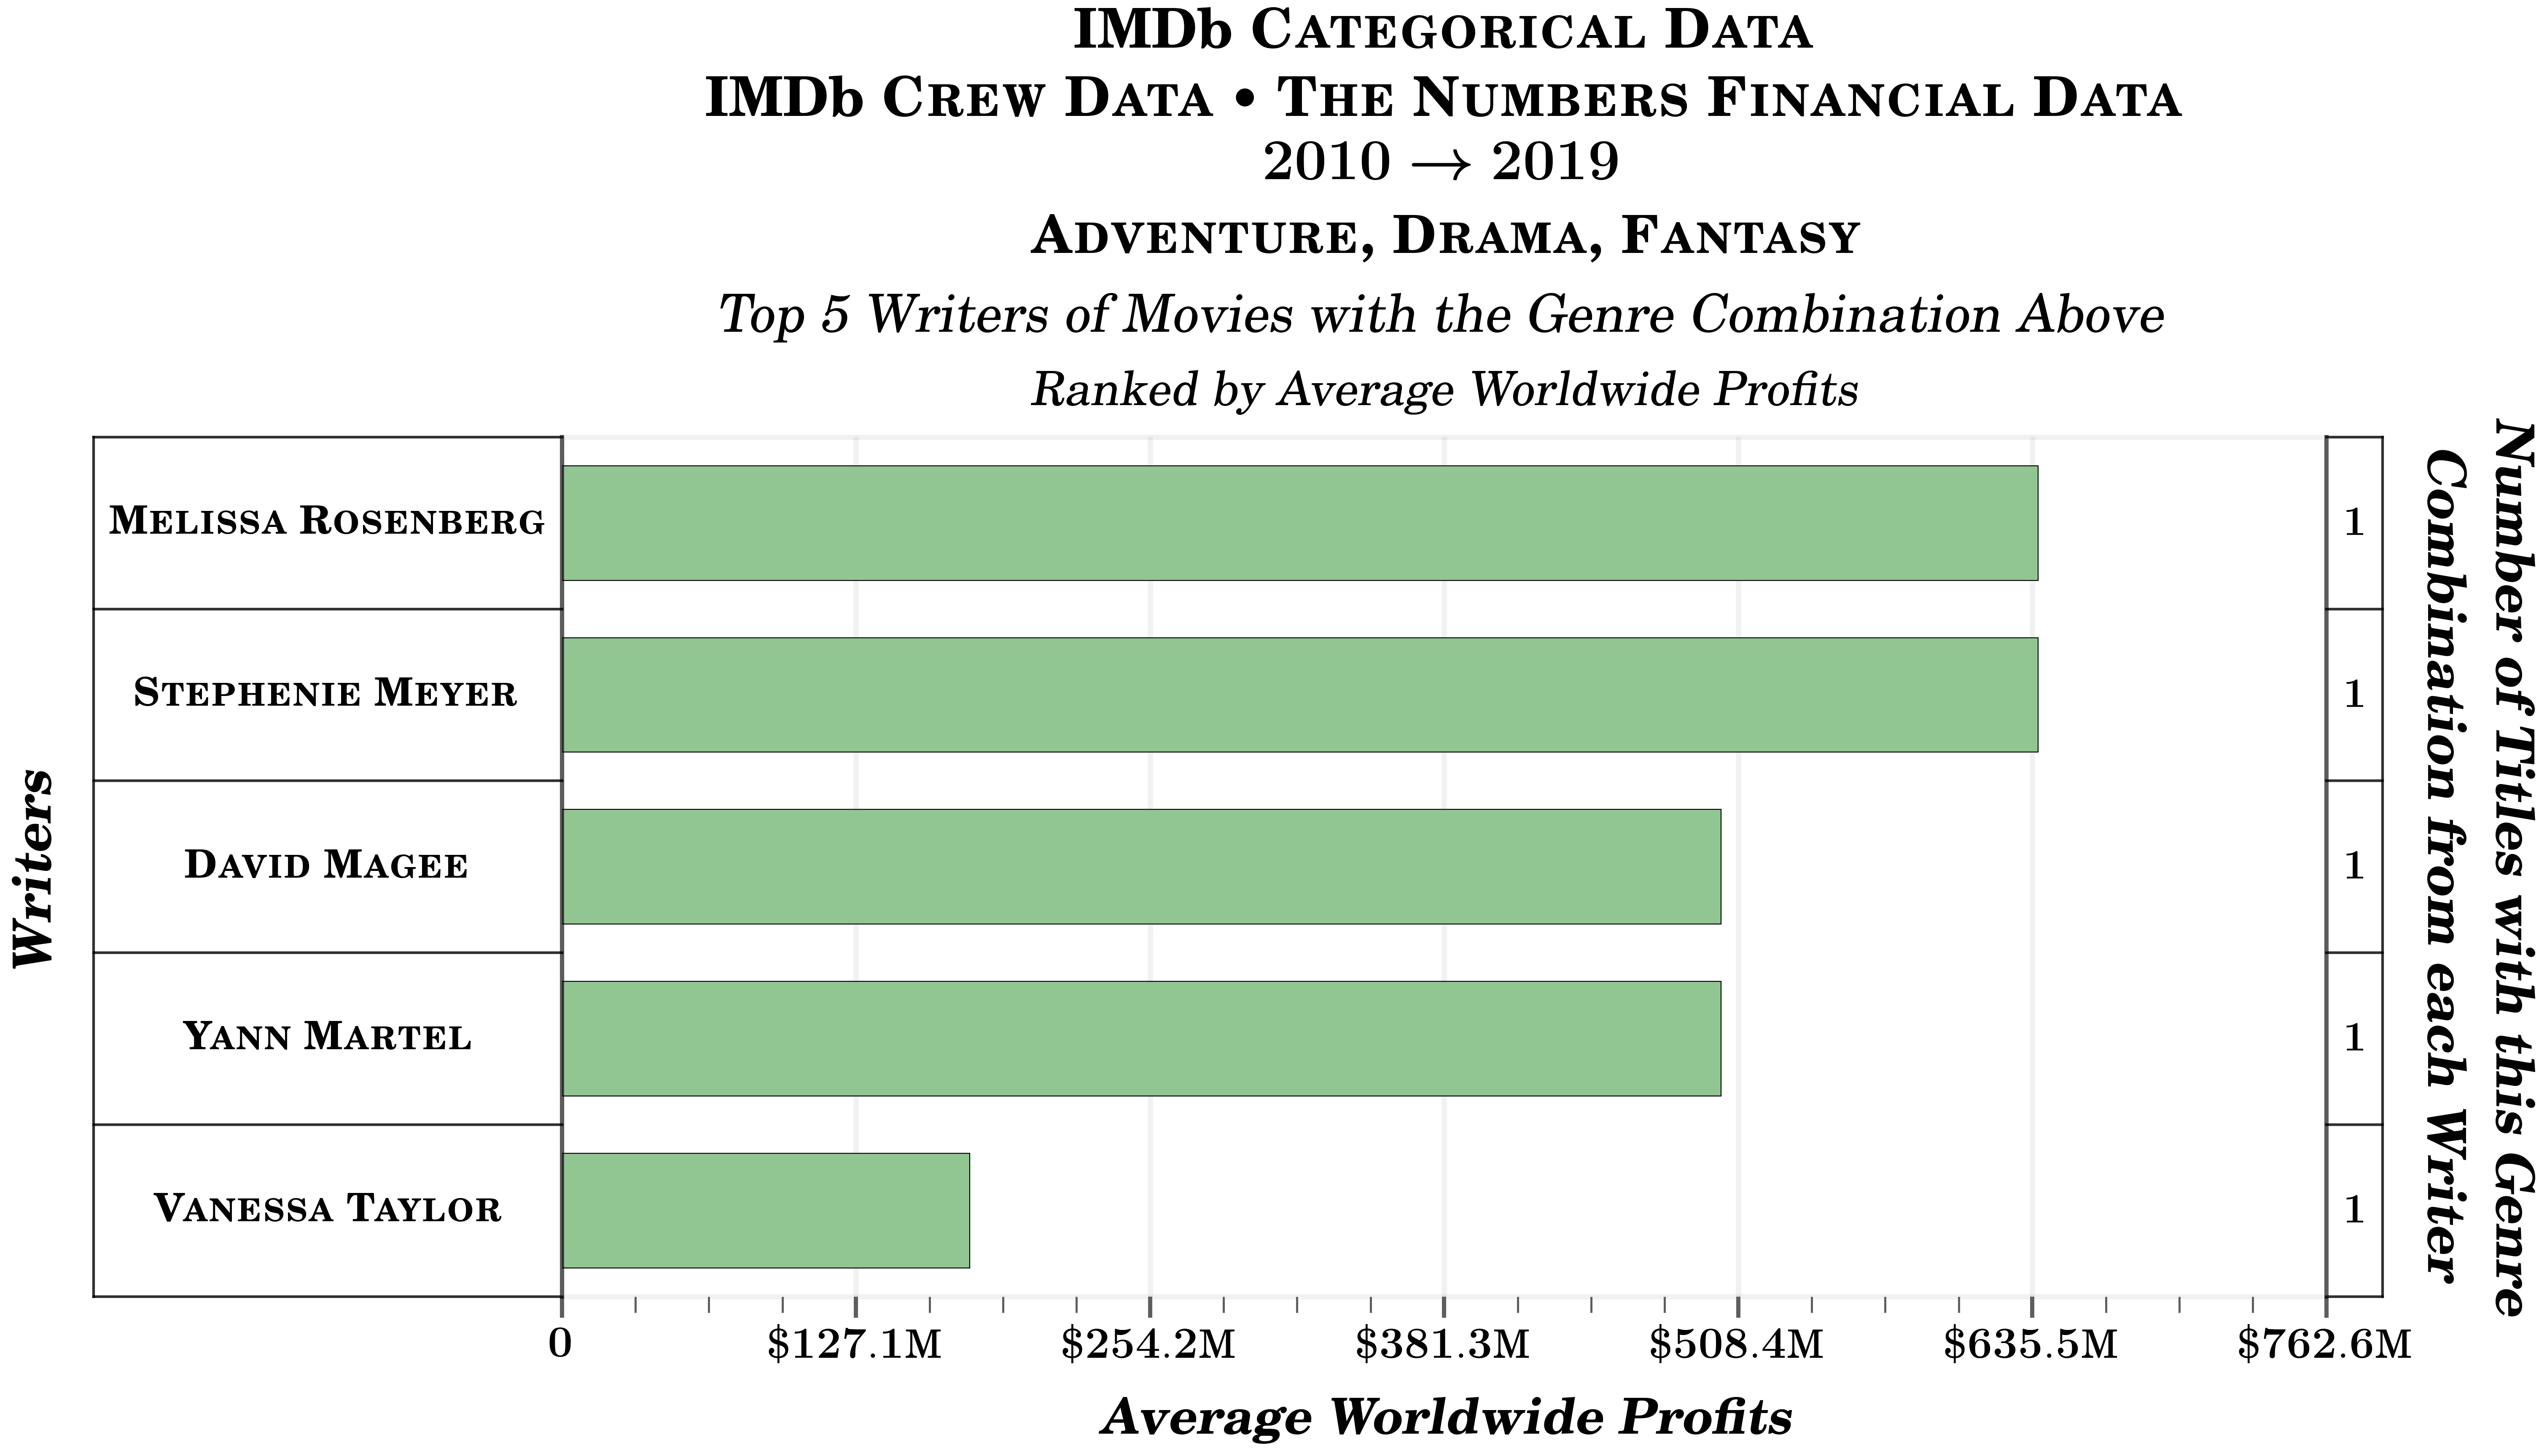 IMDb Categorical Data
IMDb Crew Data • The Numbers Financial Data
2010 → 2019
Adventure, Drama, Fantasy
Top 5 Writers of Movies with the Genre Combination Above
Ranked by Average Worldwide Profits
Writers
Melissa Rosenberg
1
Stephenie Meyer
1
David Magee
1
Yann Martel
1
Vanessa Taylor
1
Number of Titles with this Genre
Combination from each Writer
0 $127.1M $254.2M $381.3M $508.4M $635.5M $762.6M
Average Worldwide Profits